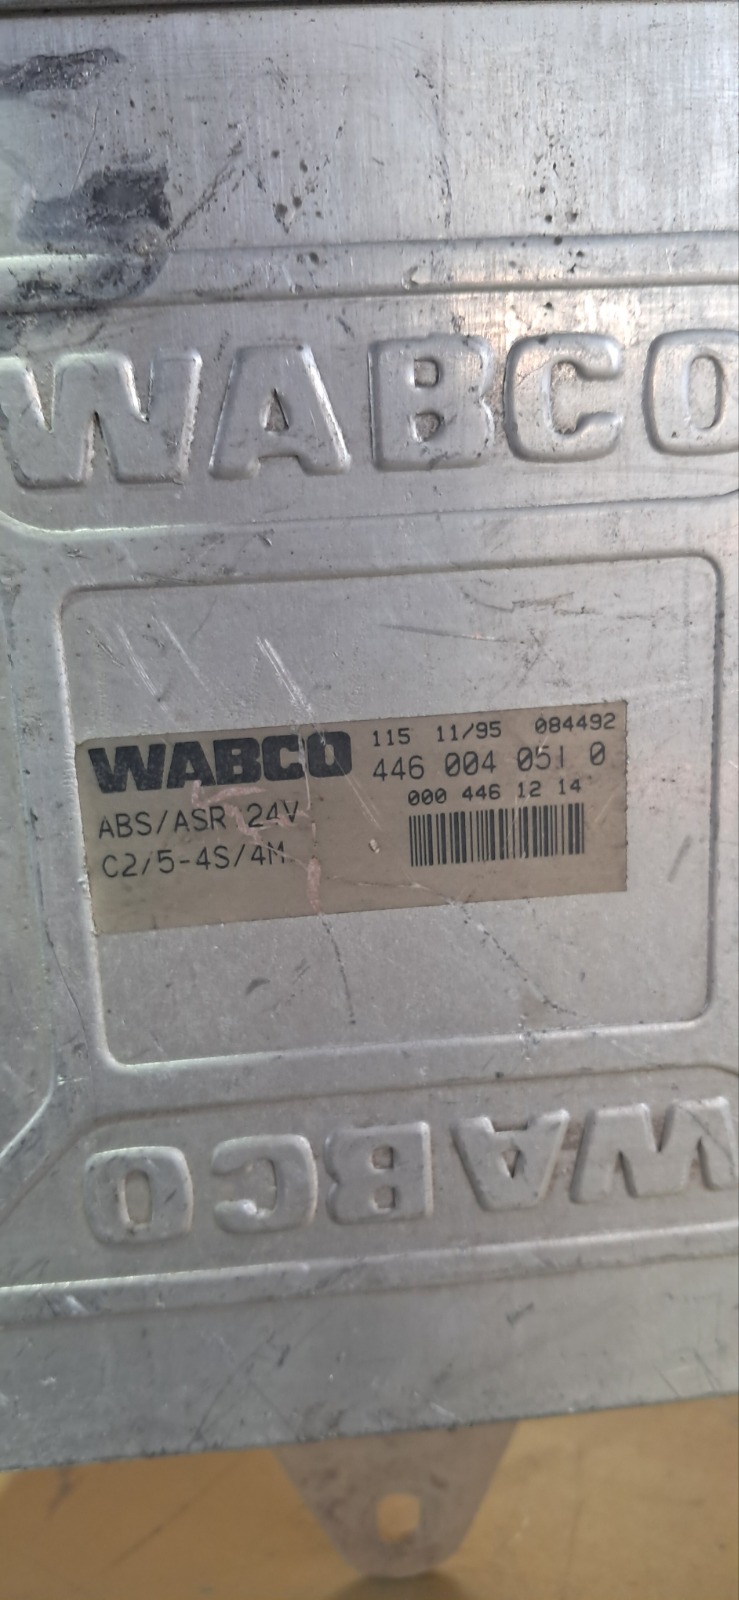 WABCO
WABCO
115 11/95 084492
446 004 051 0
000 446 12 14
ABS/ASR 24V
C2/5-4S/4M
WABCO